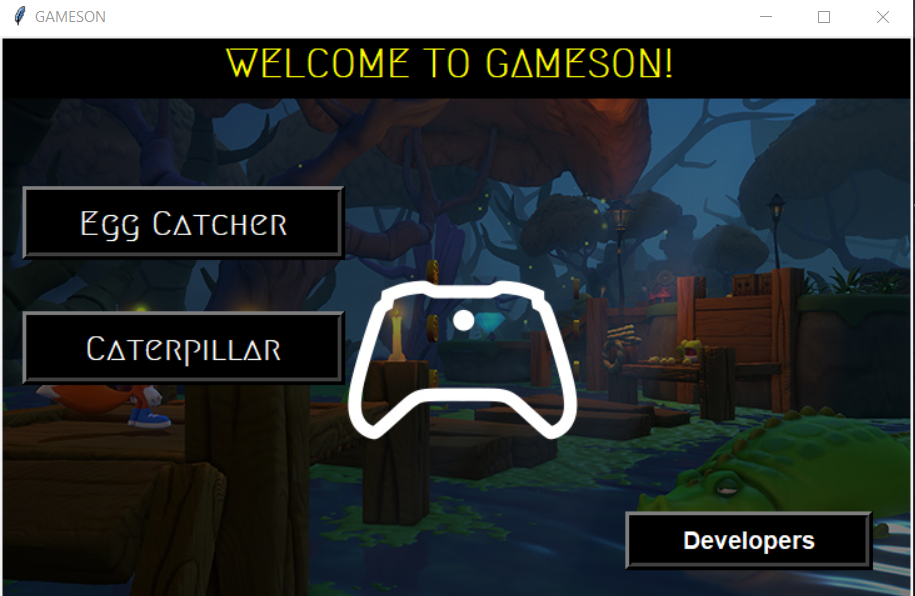 GAMESON
WELCOME TO GAMESON!
Egg Catcher
Caterpillar
Developers